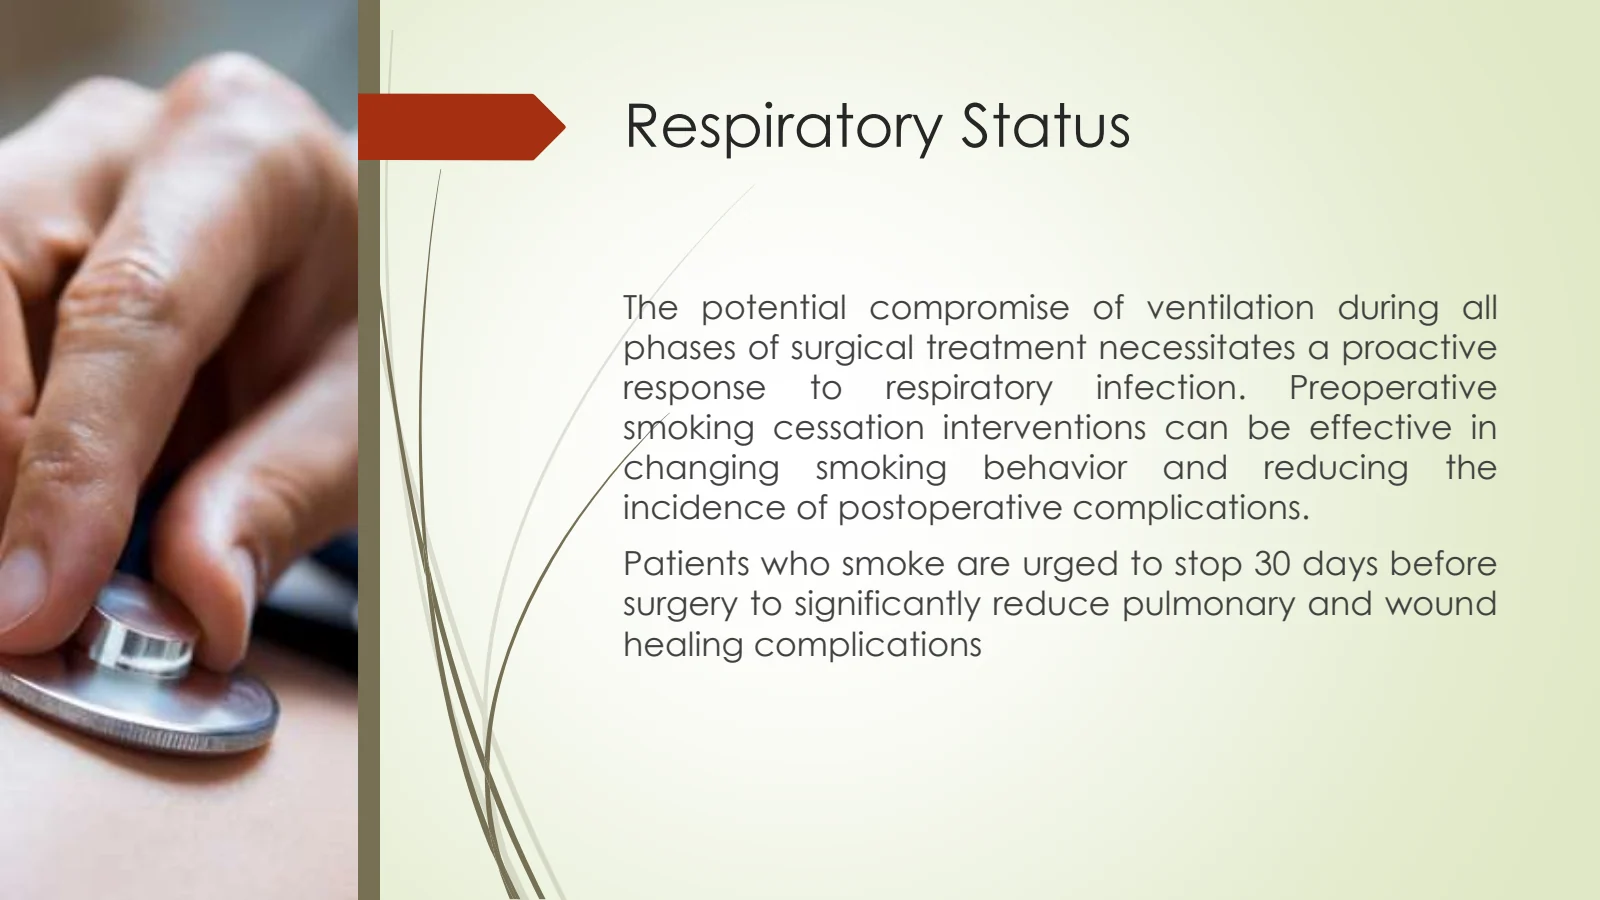 Respiratory Status
The potential compromise of ventilation during all
phases of surgical treatment necessitates a proactive
response to respiratory infection. Preoperative
smoking cessation interventions can be effective in
changing smoking behavior and reducing the
incidence of postoperative complications.
Patients who smoke are urged to stop 30 days before
surgery to significantly reduce pulmonary and wound
healing complications